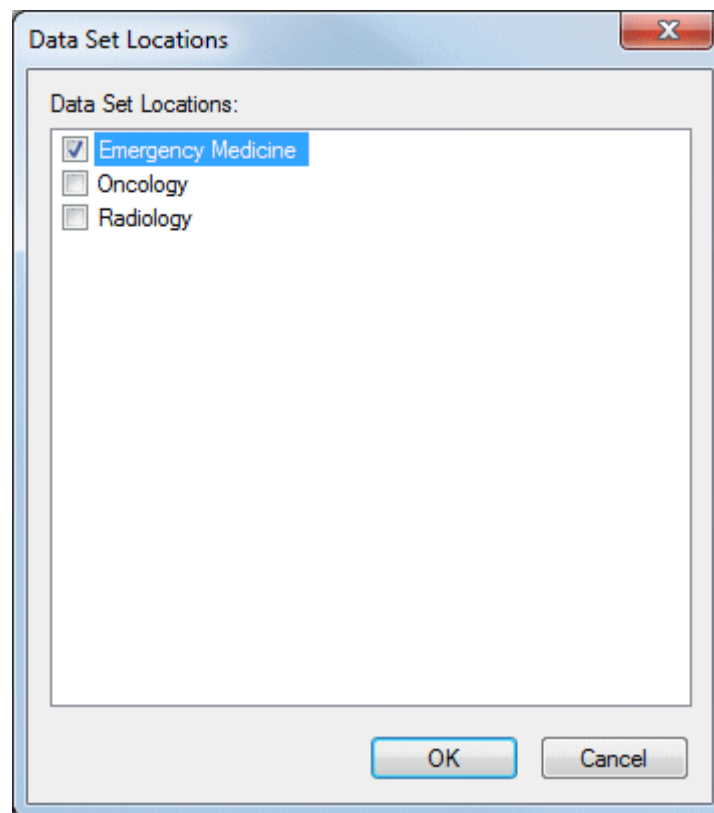 Data Set Locations
Data Set Locations:
Emergency Medicine
Oncology
Radiology
OK Cancel